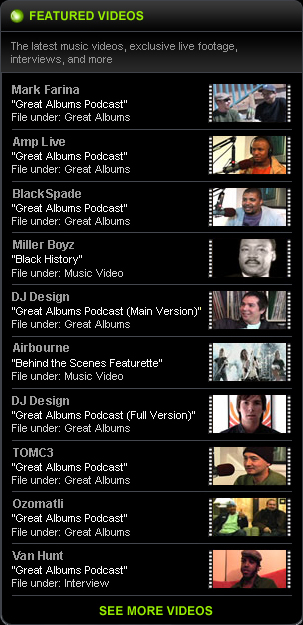 FEATURED VIDEOS
The latest music videos, exclusive live footage,
interviews, and more
Mark Farina
"Great Albums Podcast"
File under: Great Albums
Amp Live
"Great Albums Podcast"
File under: Great Albums
BlackSpade
"Great Albums Podcast"
File under: Great Albums
Miller Boyz
"Black History"
File under: Music Video
DJ Design
"Great Albums Podcast (Main Version)"
File under: Great Albums
Airbourne
"Behind the Scenes Featurette"
File under: Music Video
DJ Design
"Great Albums Podcast (Full Version)"
File under: Great Albums
TOMC3
"Great Albums Podcast"
File under: Great Albums
Ozomatli
"Great Albums Podcast"
File under: Great Albums
Van Hunt
"Great Albums Podcast"
File under: Interview
SEE MORE VIDEOS